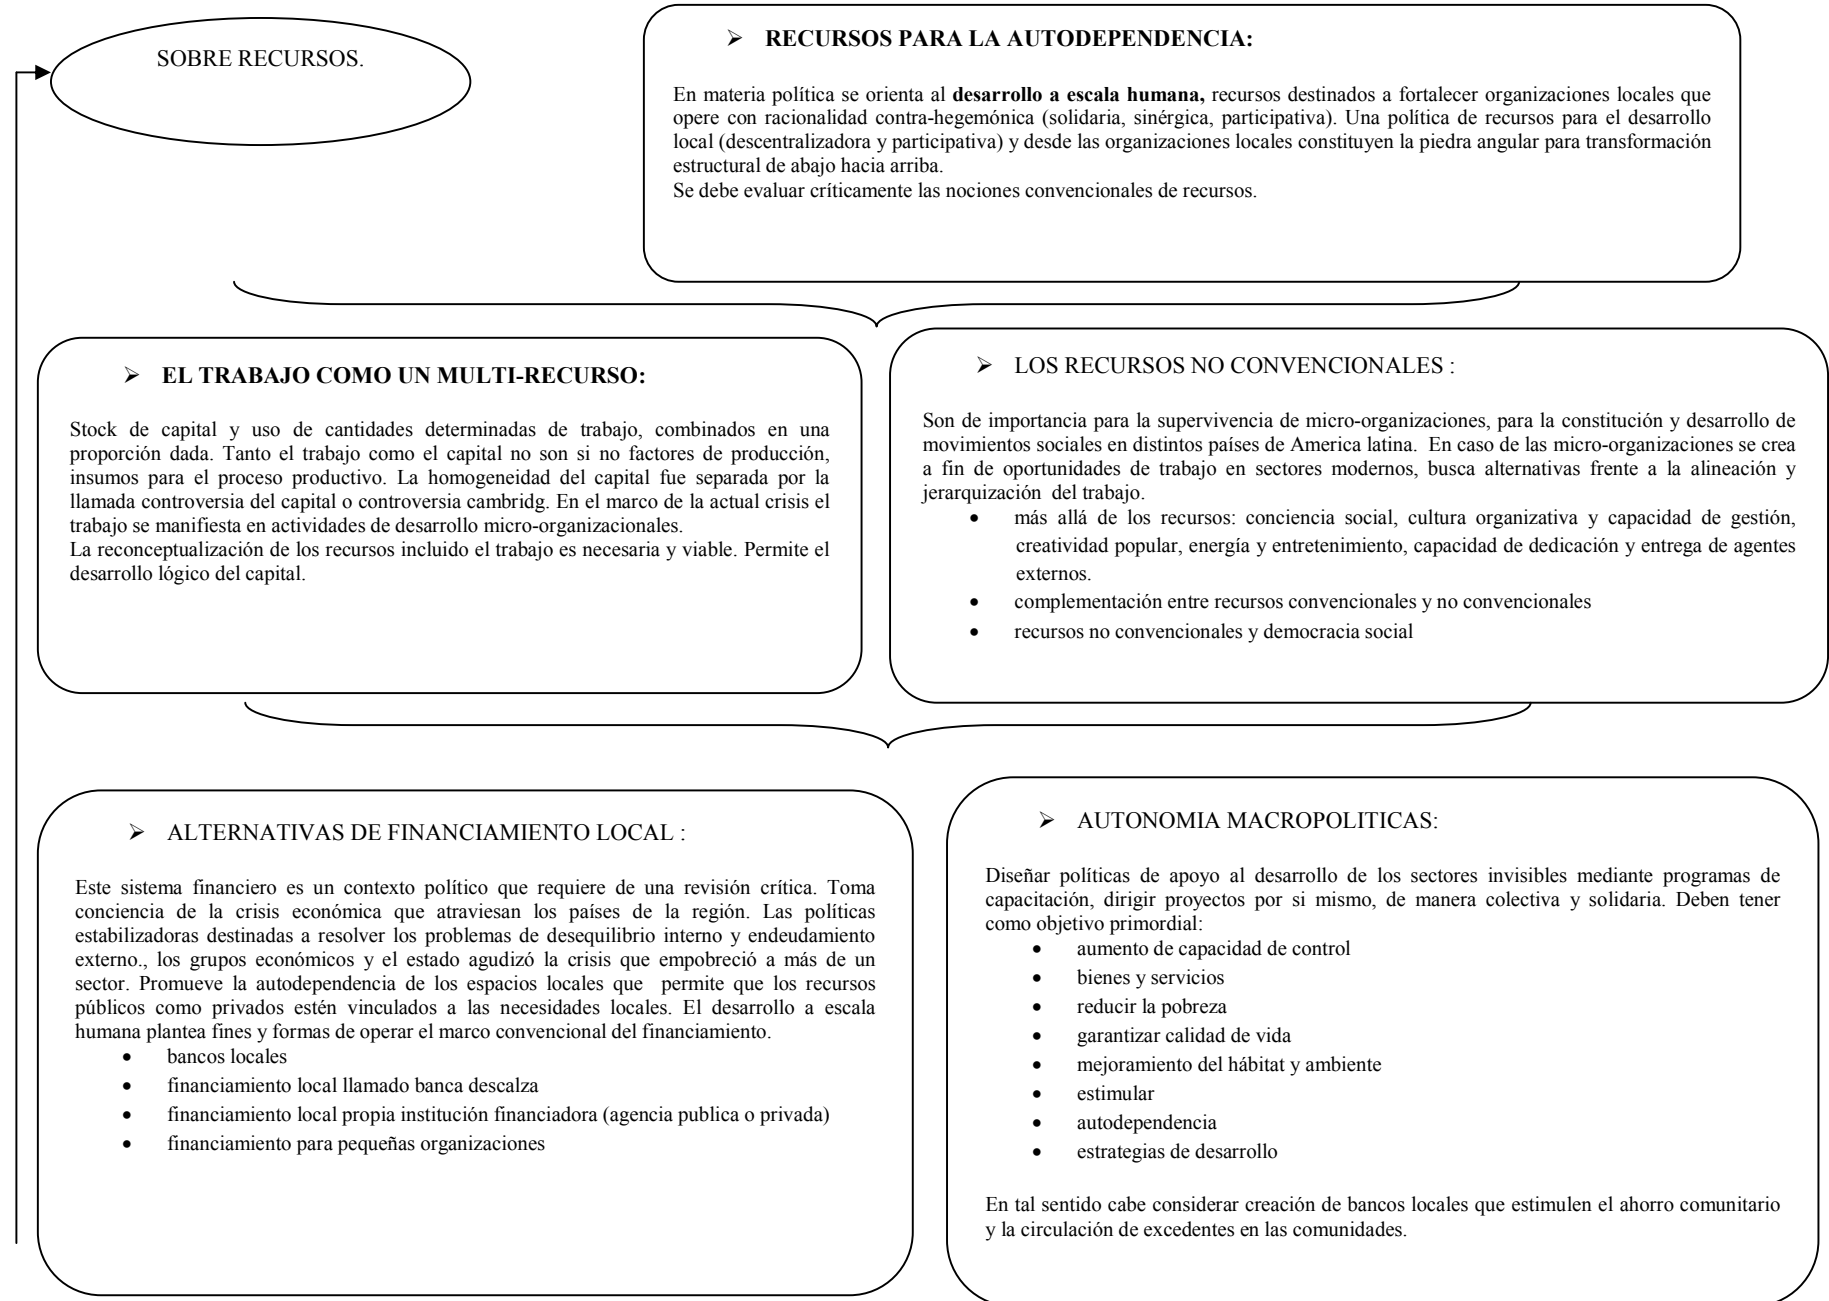 SOBRE RECURSOS.
➢ RECURSOS PARA LA AUTODEPENDENCIA:
En materia política se orienta al desarrollo a escala humana, recursos destinados a fortalecer organizaciones locales que
opere con racionalidad contra-hegemónica (solidaria, sinérgica, participativa). Una política de recursos para el desarrollo
local (descentralizadora y participativa) y desde las organizaciones locales constituyen la piedra angular para transformación
estructural de abajo hacia arriba.
Se debe evaluar críticamente las nociones convencionales de recursos.
➢ EL TRABAJO COMO UN MULTI-RECURSO:
Stock de capital y uso de cantidades determinadas de trabajo, combinados en una
proporción dada. Tanto el trabajo como el capital no son si no factores de producción,
insumos para el proceso productivo. La homogeneidad del capital fue separada por la
llamada controversia del capital o controversia cambridg. En el marco de la actual crisis el
trabajo se manifiesta en actividades de desarrollo micro-organizacionales.
La reconceptualización de los recursos incluido el trabajo es necesaria y viable. Permite el
desarrollo lógico del capital.
➢ LOS RECURSOS NO CONVENCIONALES :
Son de importancia para la supervivencia de micro-organizaciones, para la constitución y desarrollo de
movimientos sociales en distintos países de America latina. En caso de las micro-organizaciones se crea
a fin de oportunidades de trabajo en sectores modernos, busca alternativas frente a la alineación y
jerarquización del trabajo.
• más allá de los recursos: conciencia social, cultura organizativa y capacidad de gestión,
creatividad popular, energía y entretenimiento, capacidad de dedicación y entrega de agentes
externos.
• complementación entre recursos convencionales y no convencionales
• recursos no convencionales y democracia social
➢ ALTERNATIVAS DE FINANCIAMIENTO LOCAL :
Este sistema financiero es un contexto político que requiere de una revisión crítica. Toma
conciencia de la crisis económica que atraviesan los países de la región. Las políticas
estabilizadoras destinadas a resolver los problemas de desequilibrio interno y endeudamiento
externo., los grupos económicos y el estado agudizó la crisis que empobreció a más de un
sector. Promueve la autodependencia de los espacios locales que permite que los recursos
públicos como privados estén vinculados a las necesidades locales. El desarrollo a escala
humana plantea fines y formas de operar el marco convencional del financiamiento.
• bancos locales
• financiamiento local llamado banca descalza
• financiamiento local propia institución financiadora (agencia publica o privada)
• financiamiento para pequeñas organizaciones
➢ AUTONOMIA MACROPOLITICAS:
Diseñar políticas de apoyo al desarrollo de los sectores invisibles mediante programas de
capacitación, dirigir proyectos por si mismo, de manera colectiva y solidaria. Deben tener
como objetivo primordial:
• aumento de capacidad de control
• bienes y servicios
• reducir la pobreza
• garantizar calidad de vida
• mejoramiento del hábitat y ambiente
• estimular
• autodependencia
• estrategias de desarrollo
En tal sentido cabe considerar creación de bancos locales que estimulen el ahorro comunitario
y la circulación de excedentes en las comunidades.